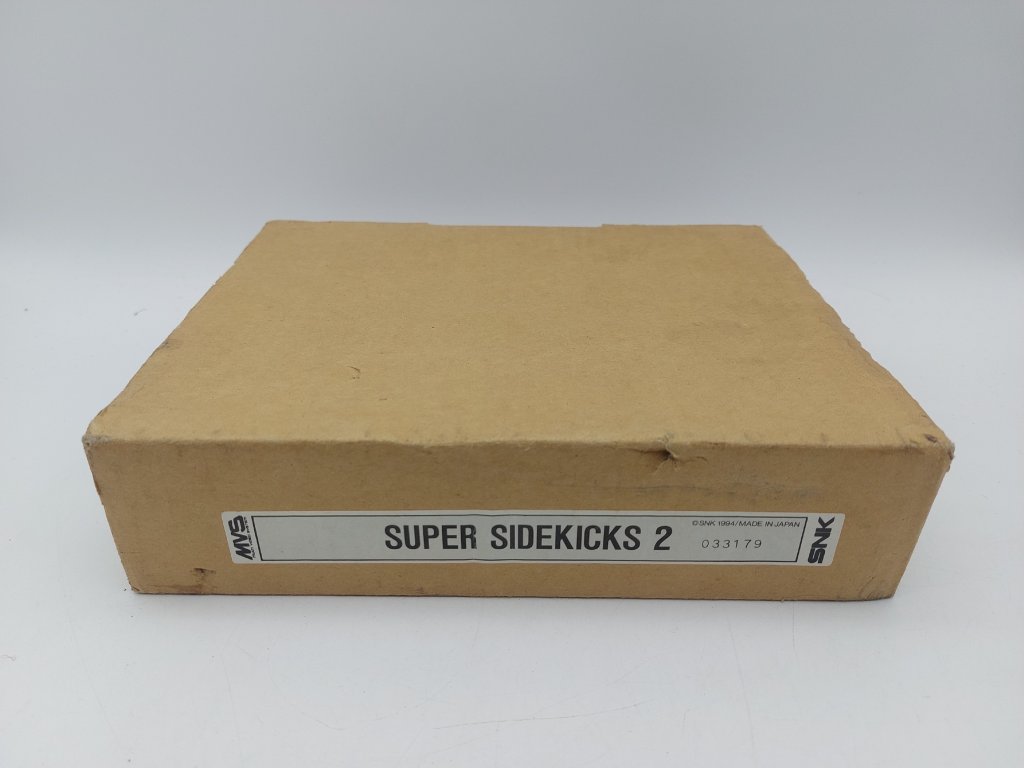 MVS
SUPER SIDEKICKS 2
©SNK 1994/MADE IN JAPAN
033179
SNK